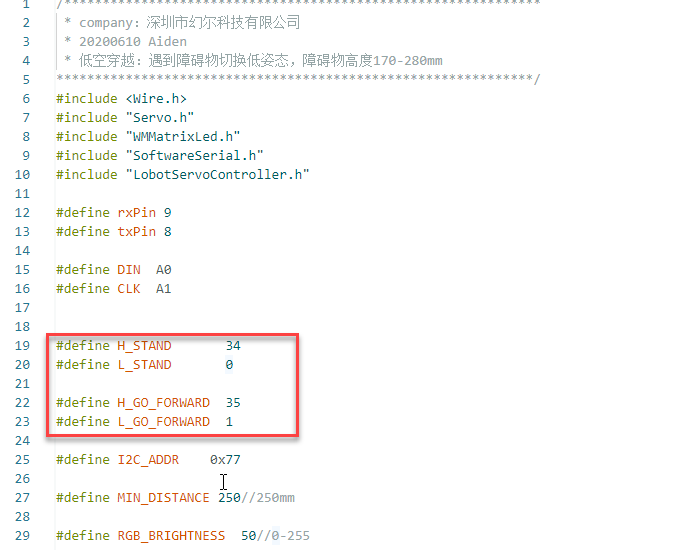 1 /**************************************************************
2 * company：深圳市幻尔科技有限公司
3 * 20200610 Aiden
4 * 低空穿越：遇到障碍物切换低姿态，障碍物高度170-280mm
5 **************************************************************/
6 #include <Wire.h>
7 #include "Servo.h"
8 #include "WMMatrixLed.h"
9 #include "SoftwareSerial.h"
10 #include "LobotServoController.h"
11
12 #define rxPin 9
13 #define txPin 8
14
15 #define DIN  A0
16 #define CLK  A1
17
18
19 #define H_STAND       34
20 #define L_STAND       0
21
22 #define H_GO_FORWARD  35
23 #define L_GO_FORWARD  1
24
25 #define I2C_ADDR    0x77
26
27 #define MIN_DISTANCE 250//250mm
28
29 #define RGB_BRIGHTNESS  50//0-255